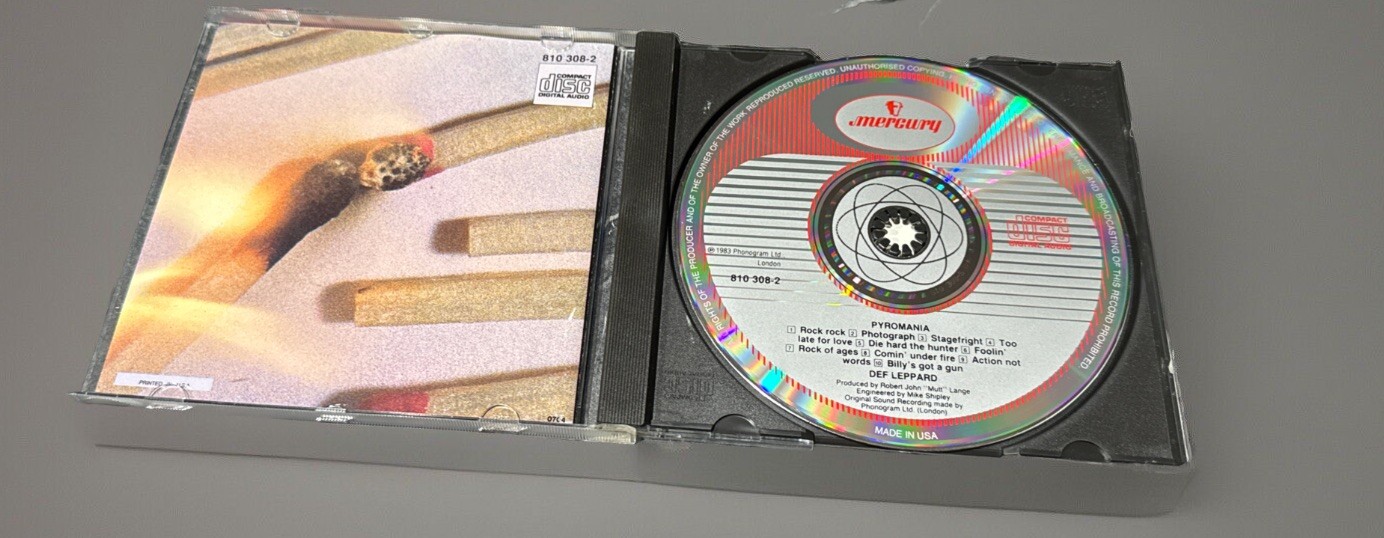 810 308-2
COMPACT
disc
DIGITAL AUDIO
PRINTED IN U.S.A.
mercury
RIGHTS OF THE PRODUCER AND OF THE OWNER OF THE WORK REPRODUCED RESERVED. UNAUTHORISED COPYING,
AND BROADCASTING OF THIS RECORD PROHIBITED
COMPACT
disc
DIGITAL AUDIO
℗ 1983 Phonogram Ltd.
London
810 308-2
PYROMANIA
1 Rock rock 2 Photograph 3 Stagefright 4 Too
late for love 5 Die hard the hunter 6 Foolin'
7 Rock of ages 8 Comin' under fire 9 Action not
words 10 Billy's got a gun
DEF LEPPARD
Produced by Robert John "Mutt" Lange
Engineered by Mike Shipley
Original Sound Recording made by
Phonogram Ltd. (London)
MADE IN USA